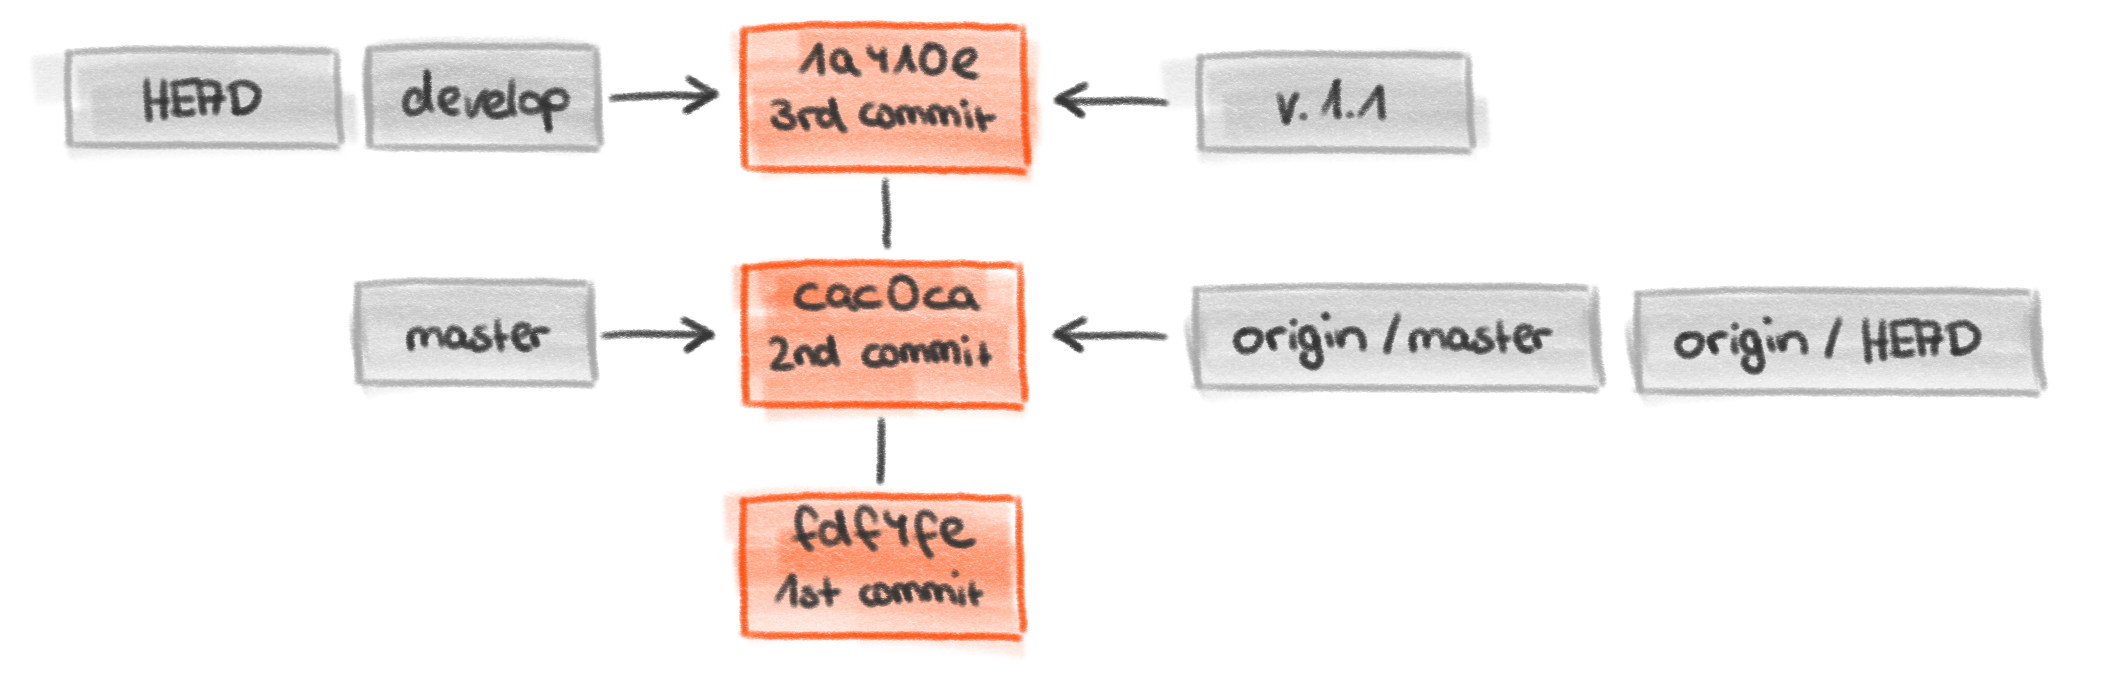 HEAD
develop
1a410e
3rd commit
v.1.1
master
cac0ca
2nd commit
origin/master
origin/HEAD
fdf4fe
1st commit